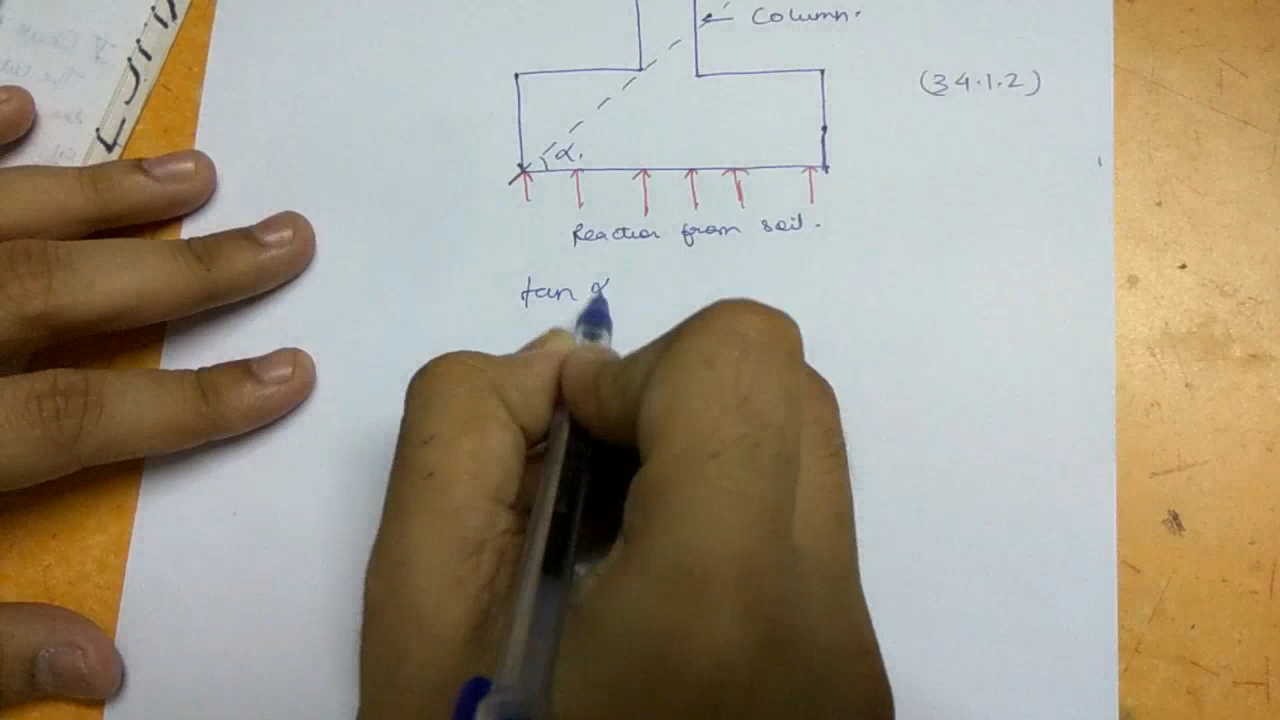 Column.
(34.1.2)
α.
Reaction from soil.
tan α